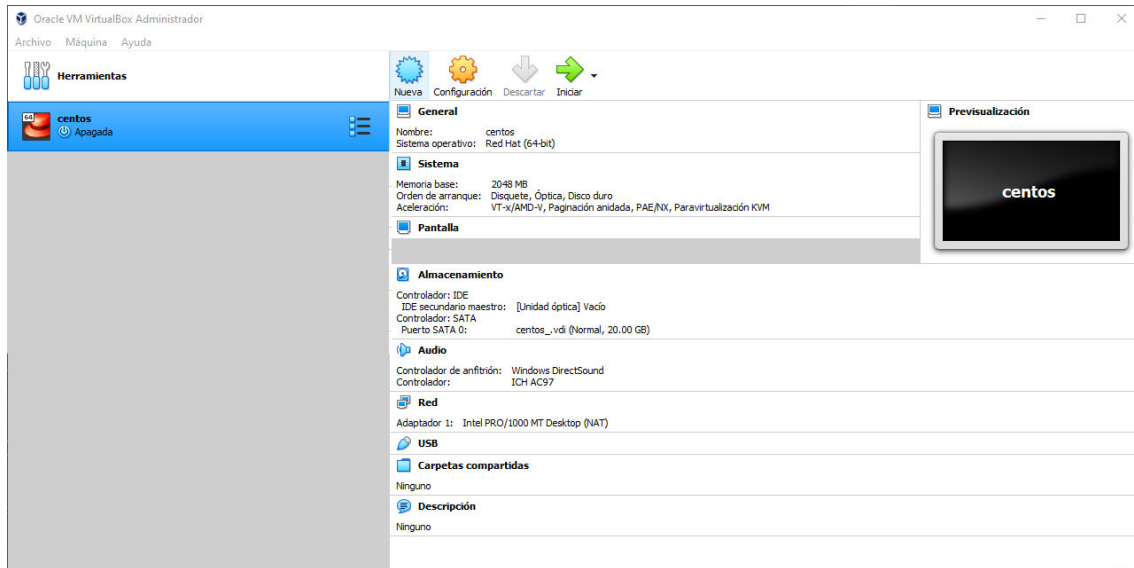 Oracle VM VirtualBox Administrador
Archivo Máquina Ayuda
Herramientas
64
centos
Apagada
Nueva Configuración Descartar Iniciar
General
Nombre: centos
Sistema operativo: Red Hat (64-bit)
Sistema
Memoria base: 2048 MB
Orden de arranque: Disquete, Óptica, Disco duro
Aceleración: VT-x/AMD-V, Paginación anidada, PAE/NX, Paravirtualización KVM
Pantalla
Previsualización
centos
Almacenamiento
Controlador: IDE
IDE secundario maestro: [Unidad óptica] Vacío
Controlador: SATA
Puerto SATA 0: centos_.vdi (Normal, 20.00 GB)
Audio
Controlador de anfitrión: Windows DirectSound
Controlador: ICH AC97
Red
Adaptador 1: Intel PRO/1000 MT Desktop (NAT)
USB
Carpetas compartidas
Ninguno
Descripción
Ninguno